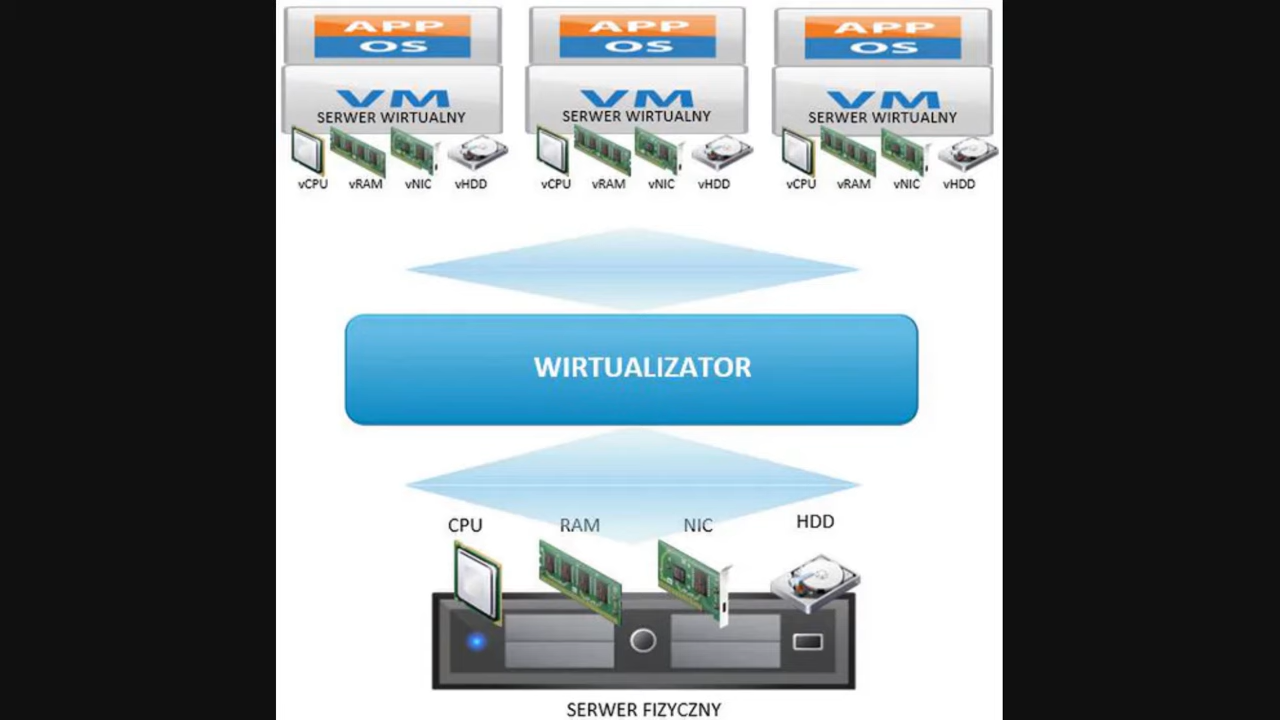 APP APP APP
OS OS OS
VM VM VM
SERWER WIRTUALNY SERWER WIRTUALNY SERWER WIRTUALNY
vCPU vRAM vNIC vHDD vCPU vRAM vNIC vHDD vCPU vRAM vNIC vHDD
WIRTUALIZATOR
CPU RAM NIC HDD
SERWER FIZYCZNY